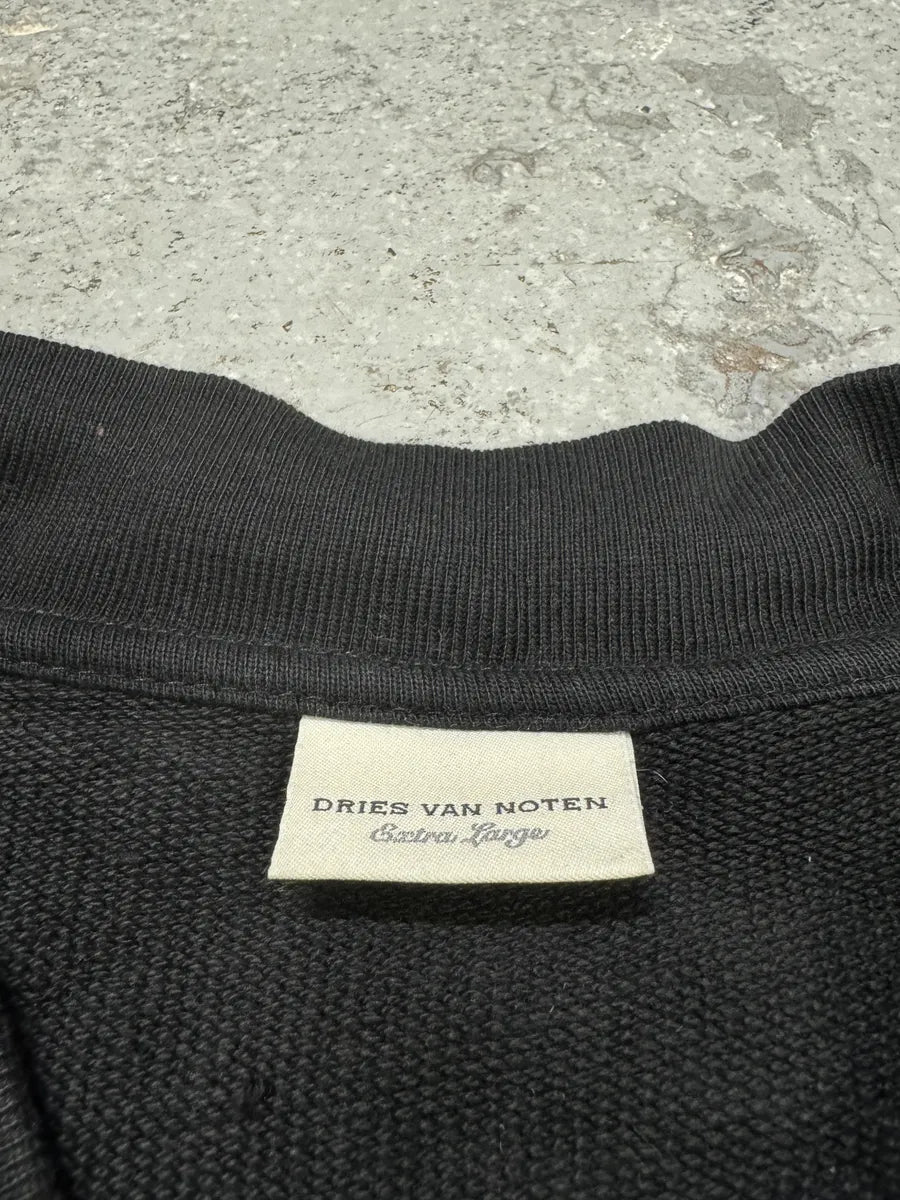 DRIES VAN NOTEN
Extra Large